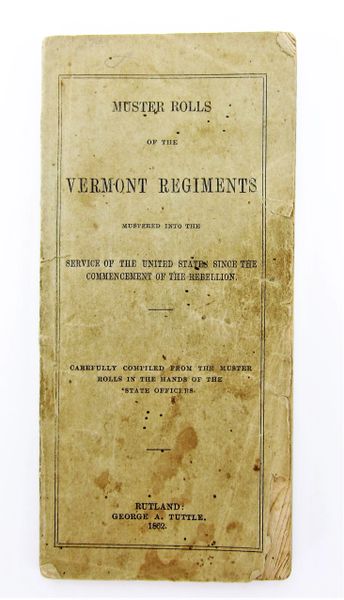 MUSTER ROLLS
OF THE
VERMONT REGIMENTS
MUSTERED INTO THE
SERVICE OF THE UNITED STATES SINCE THE
COMMENCEMENT OF THE REBELLION.
CAREFULLY COMPILED FROM THE MUSTER
ROLLS IN THE HANDS OF THE
STATE OFFICERS.
RUTLAND:
GEORGE A. TUTTLE,
1862.